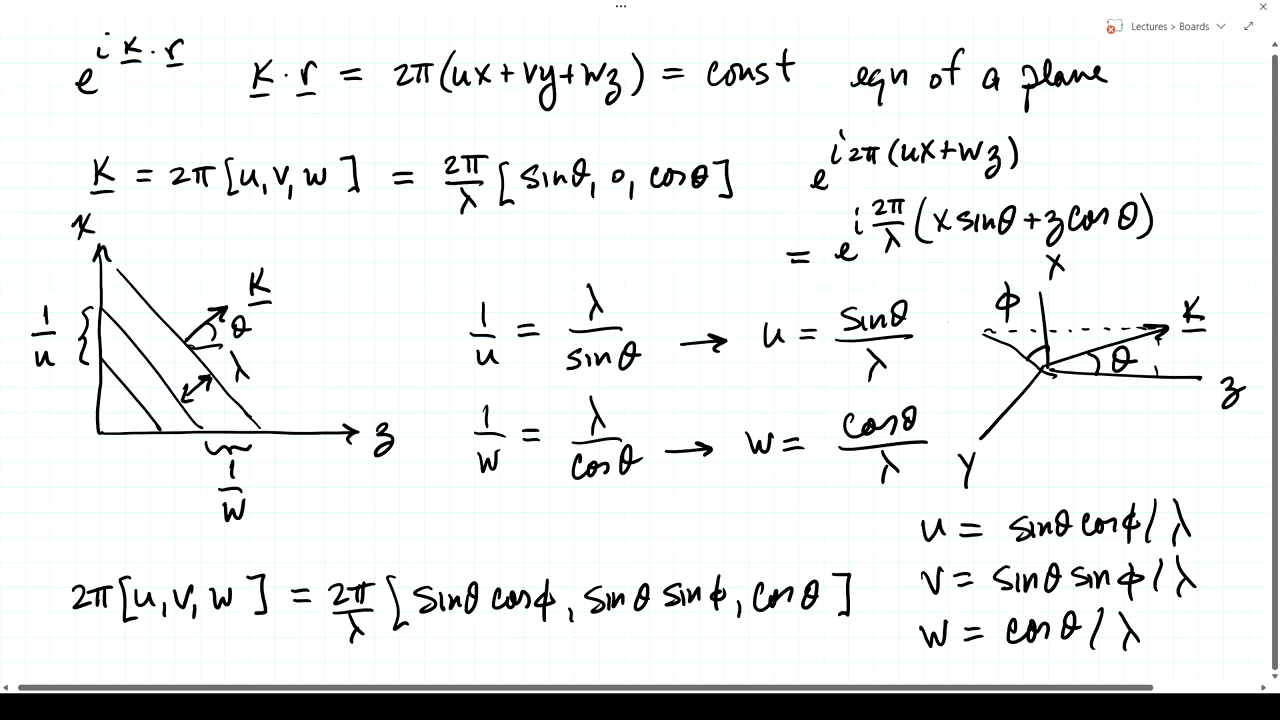 ...
Lectures > Boards
e^{i k · r}   k · r = 2π(ux + vy + wz) = const   eqn of a plane
k = 2π [u, v, w] = 2π/λ [sinθ, 0, cosθ]   e^{i2π(ux+wz)}
= e^{i 2π/λ (x sinθ + z cosθ)}
x
k
θ
λ
1/u {
z
1/w
1/u = λ/sinθ → u = sinθ/λ
1/w = λ/cosθ → w = cosθ/λ
x
ϕ
k
θ
z
y
u = sinθ cosϕ/λ
v = sinθ sinϕ/λ
w = cosθ/λ
2π[u, v, w] = 2π/λ [sinθ cosϕ, sinθ sinϕ, cosθ]